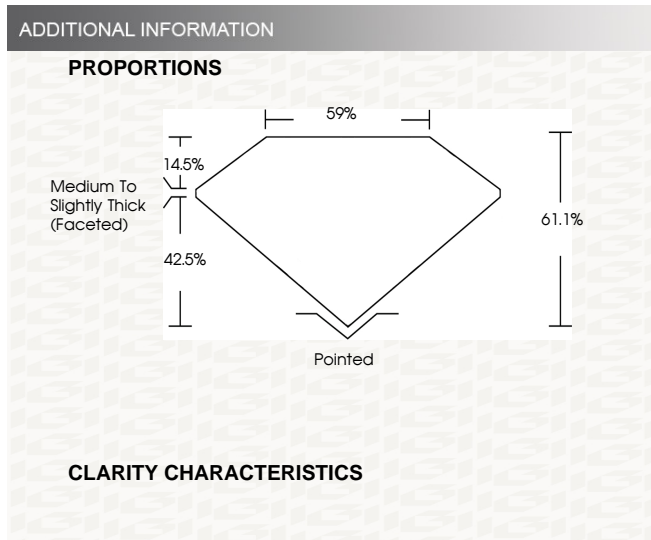 ADDITIONAL INFORMATION
PROPORTIONS
59%
14.5%
Medium To
Slightly Thick
(Faceted)
61.1%
42.5%
Pointed
CLARITY CHARACTERISTICS